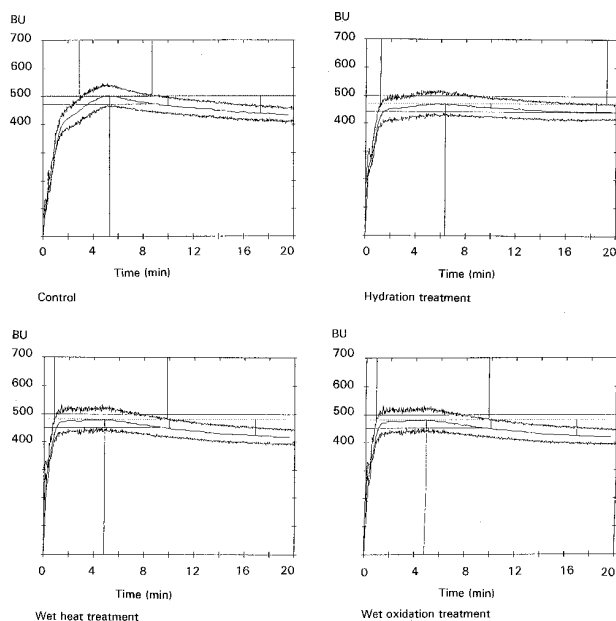 BU
700
600
500
400
0 4 8 12 16 20
Time (min)
Control
BU
700
600
500
400
0 4 8 12 16 20
Time (min)
Hydration treatment
BU
700
600
500
400
0 4 8 12 16 20
Time (min)
Wet heat treatment
BU
700
600
500
400
0 4 8 12 16 20
Time (min)
Wet oxidation treatment